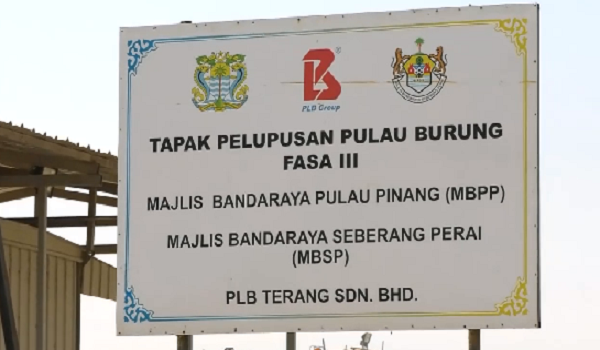 PLB Group
TAPAK PELUPUSAN PULAU BURUNG
FASA III
MAJLIS BANDARAYA PULAU PINANG (MBPP)
MAJLIS BANDARAYA SEBERANG PERAI
(MBSP)
PLB TERANG SDN. BHD.